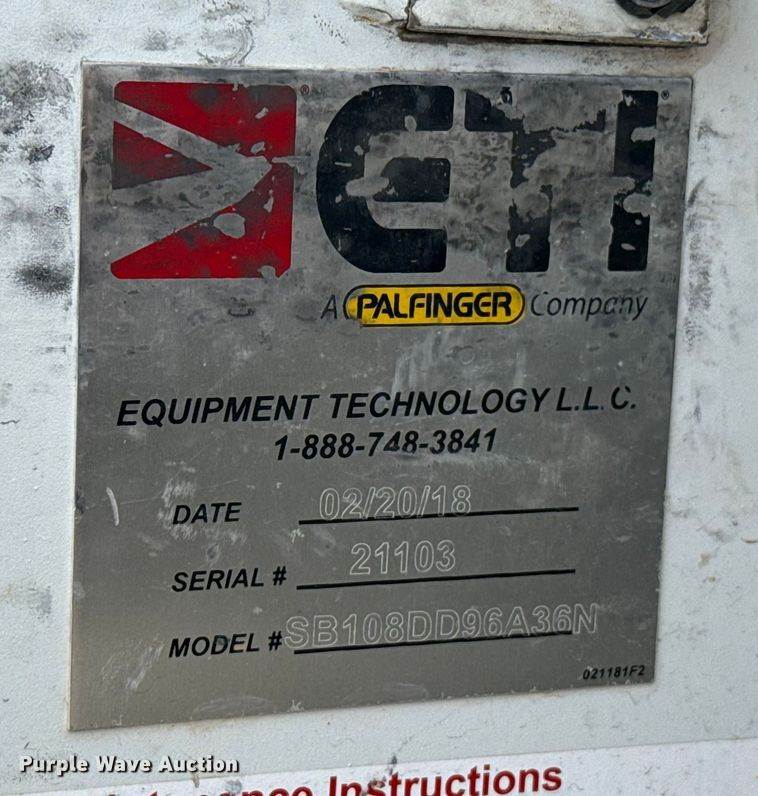 ETI
A PALFINGER Company
EQUIPMENT TECHNOLOGY L.L.C.
1-888-748-3841
DATE 02/20/18
SERIAL # 21103
MODEL # SB108DD96A36N
021181F2
Purple Wave Auction
Instructions